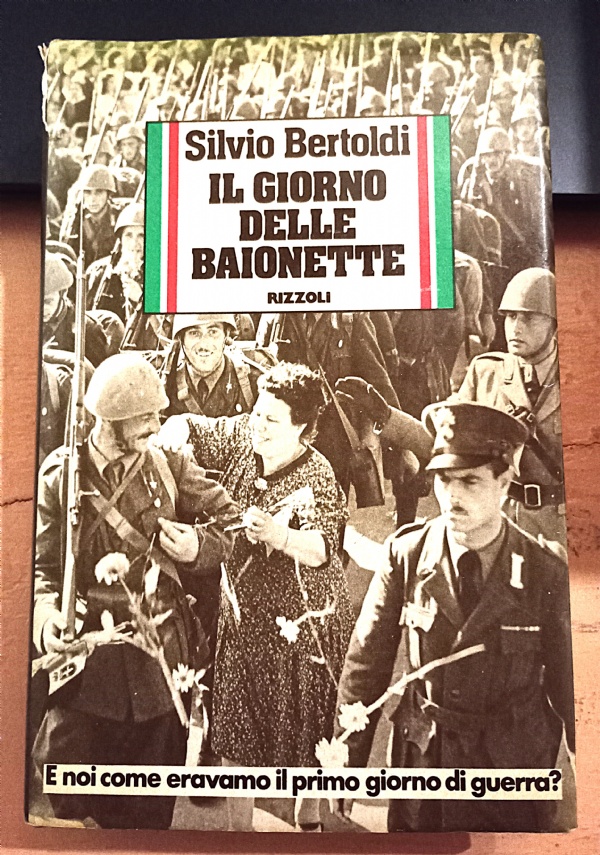 Silvio Bertoldi
IL GIORNO
DELLE
BAIONETTE
RIZZOLI
E noi come eravamo il primo giorno di guerra?